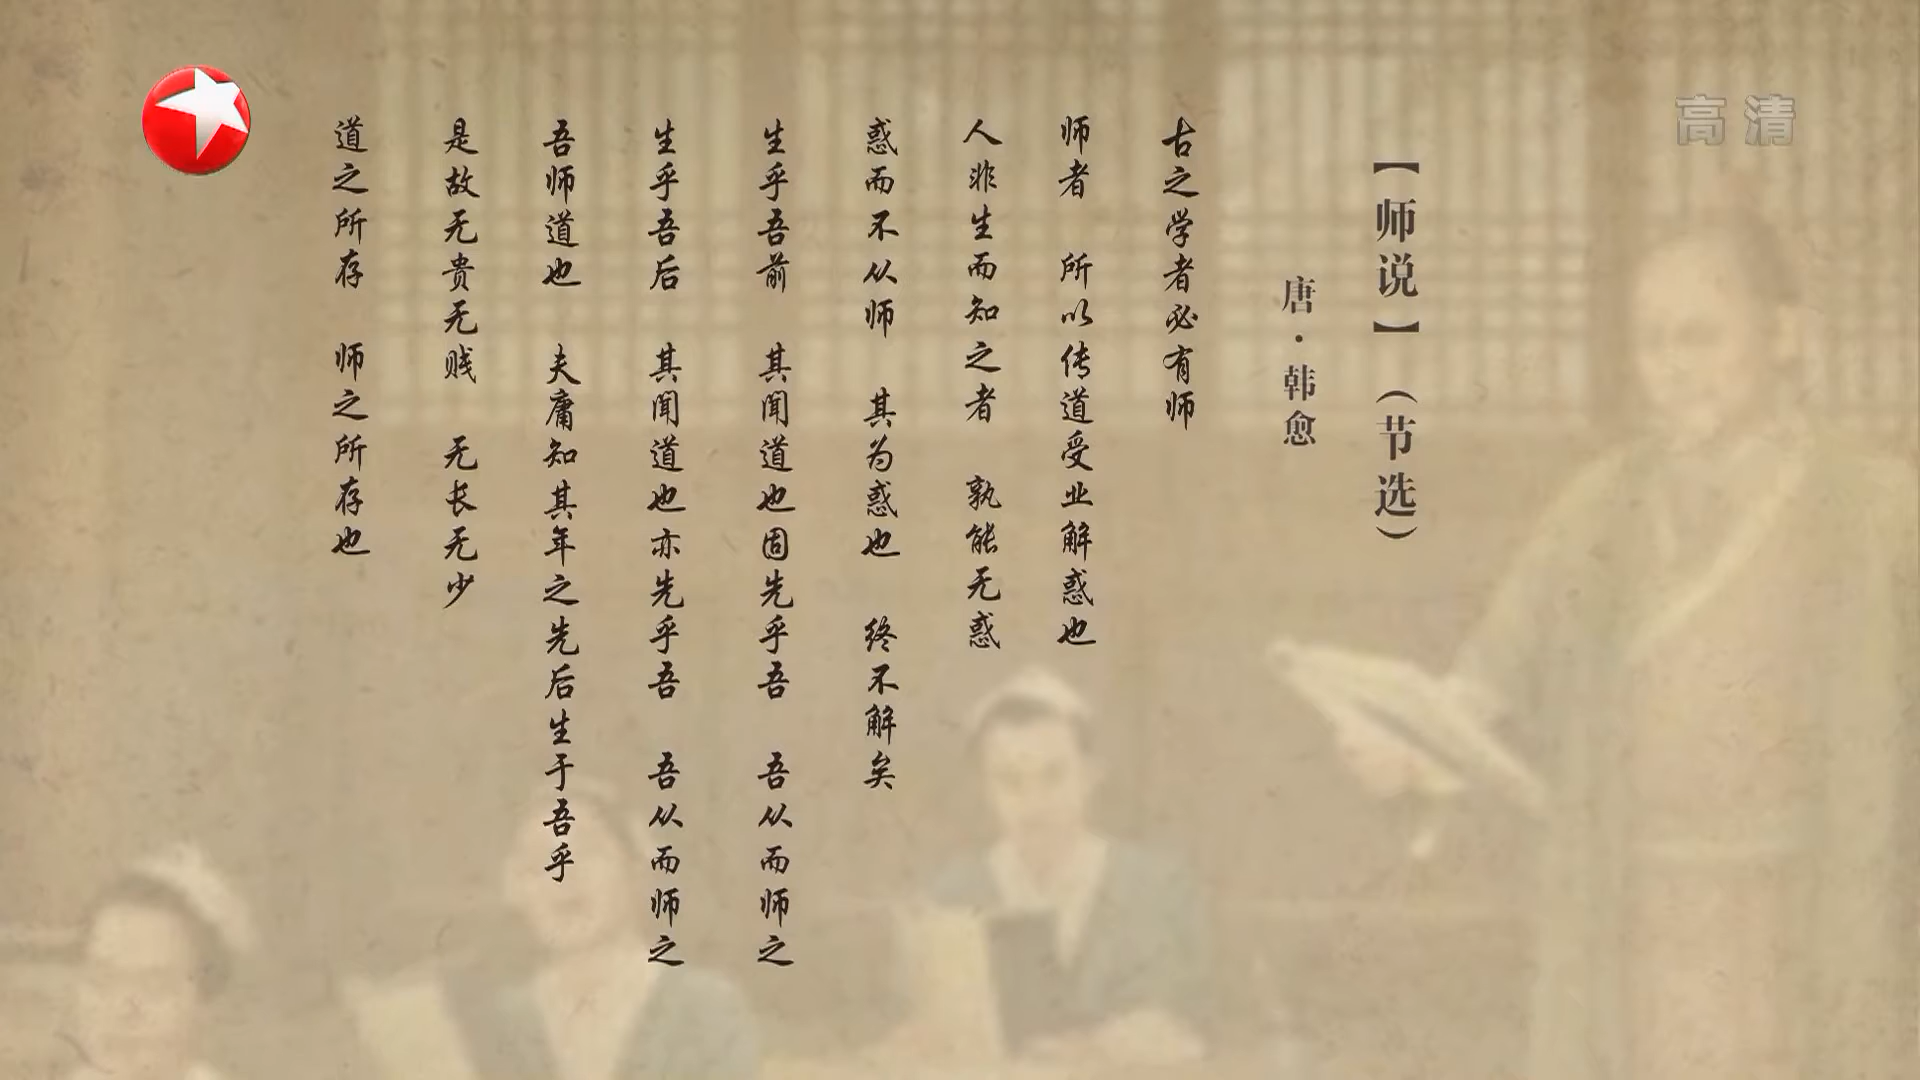 高清
【师说】（节选）
唐·韩愈
古之学者必有师
师者 所以传道受业解惑也
人非生而知之者 孰能无惑
惑而不从师 其为惑也 终不解矣
生乎吾前 其闻道也固先乎吾 吾从而师之
生乎吾后 其闻道也亦先乎吾 吾从而师之
吾师道也 夫庸知其年之先后生于吾乎
是故无贵无贱 无长无少
道之所存 师之所存也